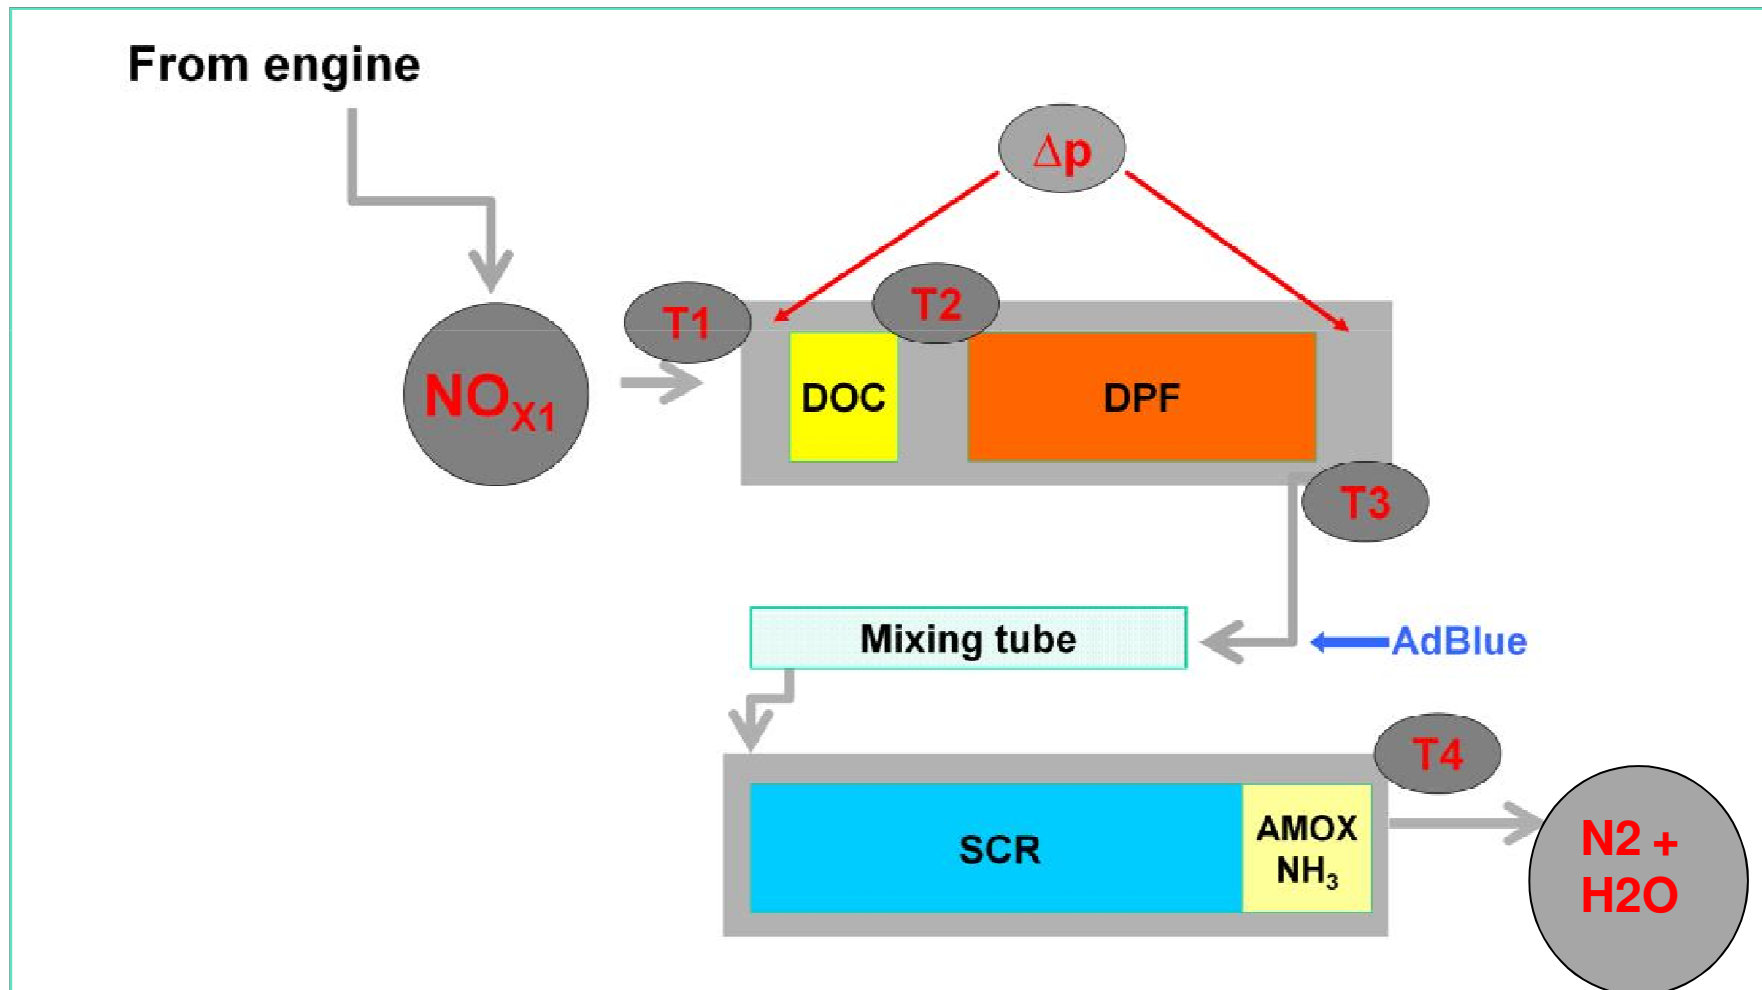 From engine
Δp
T1
T2
NOX1
DOC
DPF
T3
Mixing tube
AdBlue
T4
SCR
AMOX
NH3
N2 +
H2O